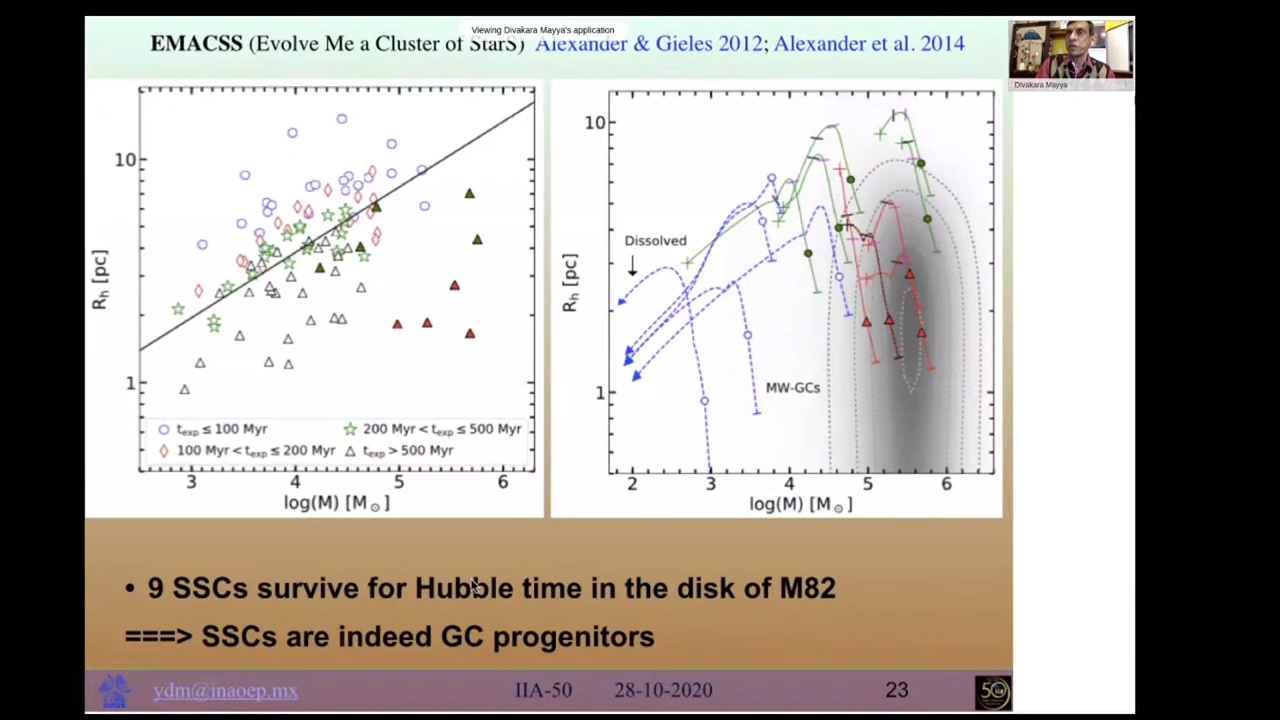 Viewing Divakara Mayya's application
EMACSS (Evolve Me a Cluster of StarS) Alexander & Gieles 2012; Alexander et al. 2014
Divakara Mayya
10
1
Rh [pc]
texp ≤ 100 Myr
200 Myr < texp ≤ 500 Myr
100 Myr < texp ≤ 200 Myr
texp > 500 Myr
3 4 5 6
log(M) [M⊙]
10
1
Rh [pc]
Dissolved
MW-GCs
2 3 4 5 6
log(M) [M⊙]
• 9 SSCs survive for Hubble time in the disk of M82
===> SSCs are indeed GC progenitors
ydm@inaoep.mx IIA-50 28-10-2020 23
50